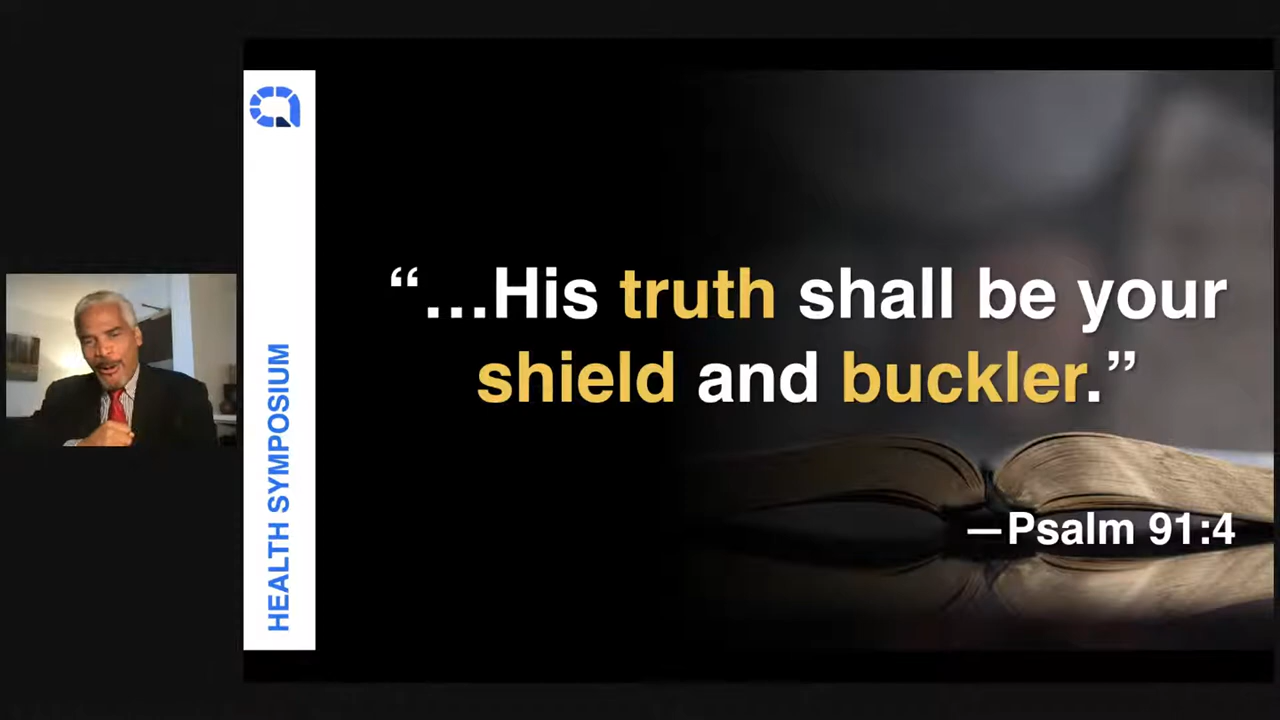 HEALTH SYMPOSIUM
“…His truth shall be your
shield and buckler.”
—Psalm 91:4